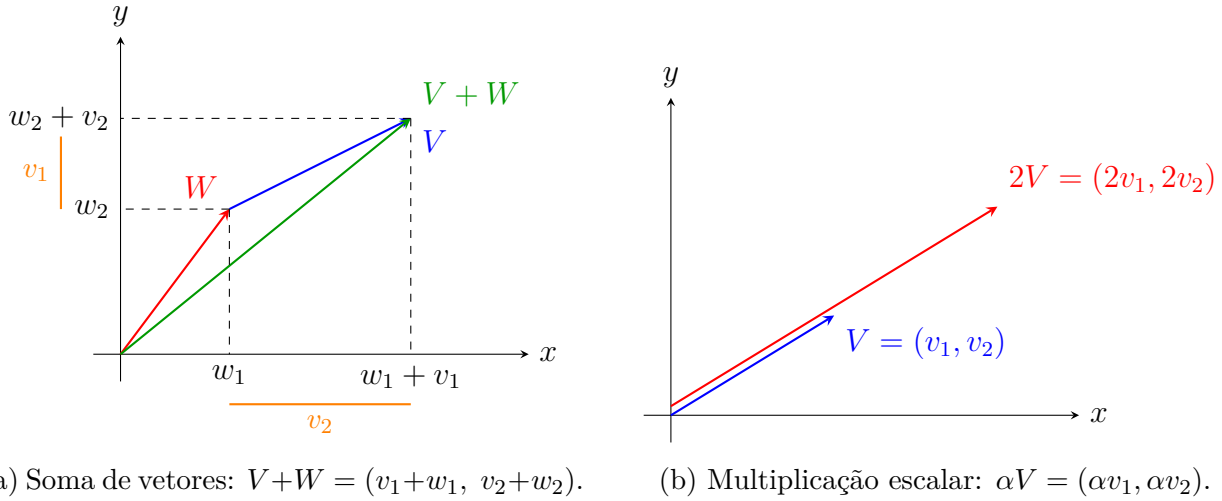 y
V + W
w₂ + v₂
V
v₁
W
w₂
x
w₁
w₁ + v₁
v₂
a) Soma de vetores: V+W = (v₁+w₁, v₂+w₂).
y
2V = (2v₁, 2v₂)
V = (v₁, v₂)
x
(b) Multiplicação escalar: αV = (αv₁, αv₂).